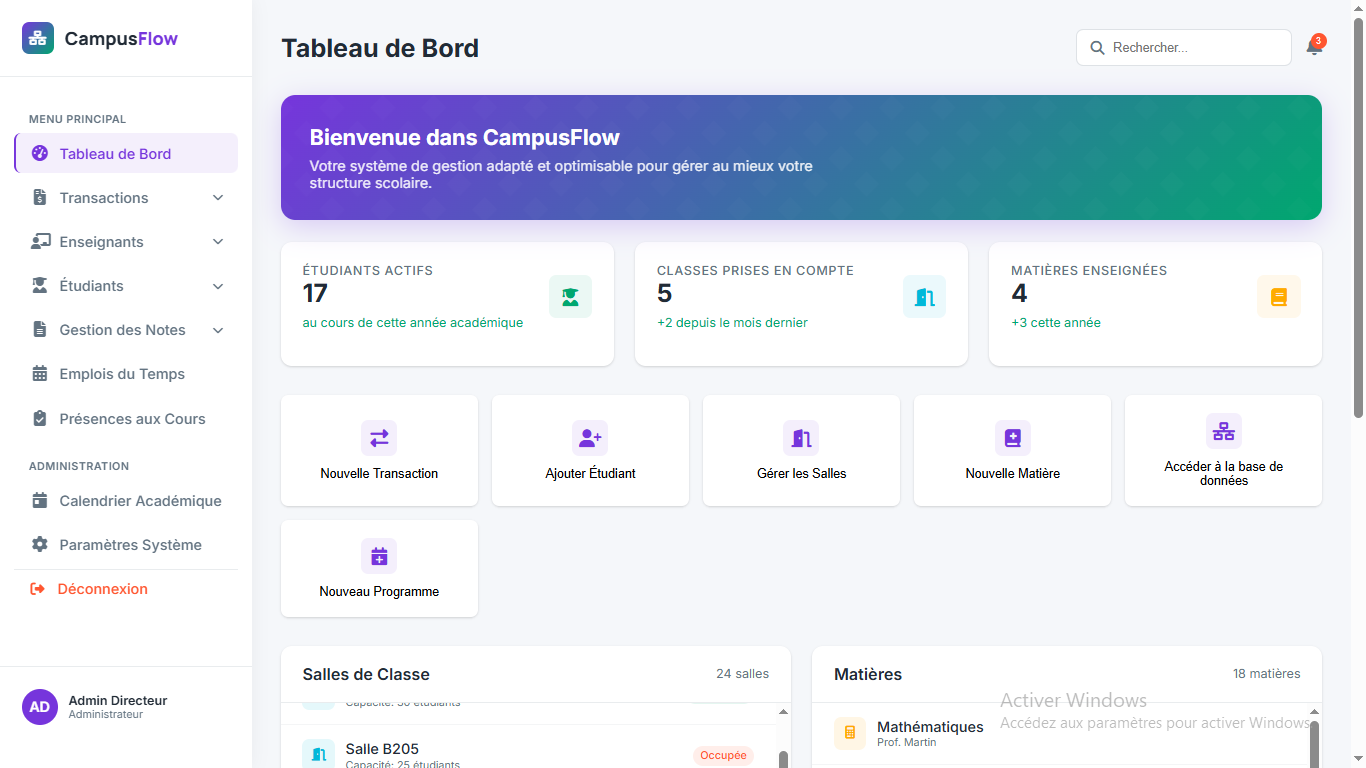 CampusFlow
MENU PRINCIPAL
Tableau de Bord
Transactions
Enseignants
Étudiants
Gestion des Notes
Emplois du Temps
Présences aux Cours
ADMINISTRATION
Calendrier Académique
Paramètres Système
Déconnexion
AD
Admin Directeur
Administrateur
Tableau de Bord
Rechercher...
3
Bienvenue dans CampusFlow
Votre système de gestion adapté et optimisable pour gérer au mieux votre
structure scolaire.
ÉTUDIANTS ACTIFS
17
au cours de cette année académique
CLASSES PRISES EN COMPTE
5
+2 depuis le mois dernier
MATIÈRES ENSEIGNÉES
4
+3 cette année
Nouvelle Transaction
Ajouter Étudiant
Gérer les Salles
Nouvelle Matière
Accéder à la base de
données
Nouveau Programme
Salles de Classe
24 salles
Capacité: 30 étudiants
Salle B205
Occupée
Capacité: 25 étudiants
Matières
18 matières
Mathématiques
Prof. Martin
Activer Windows
Accédez aux paramètres pour activer Windows.